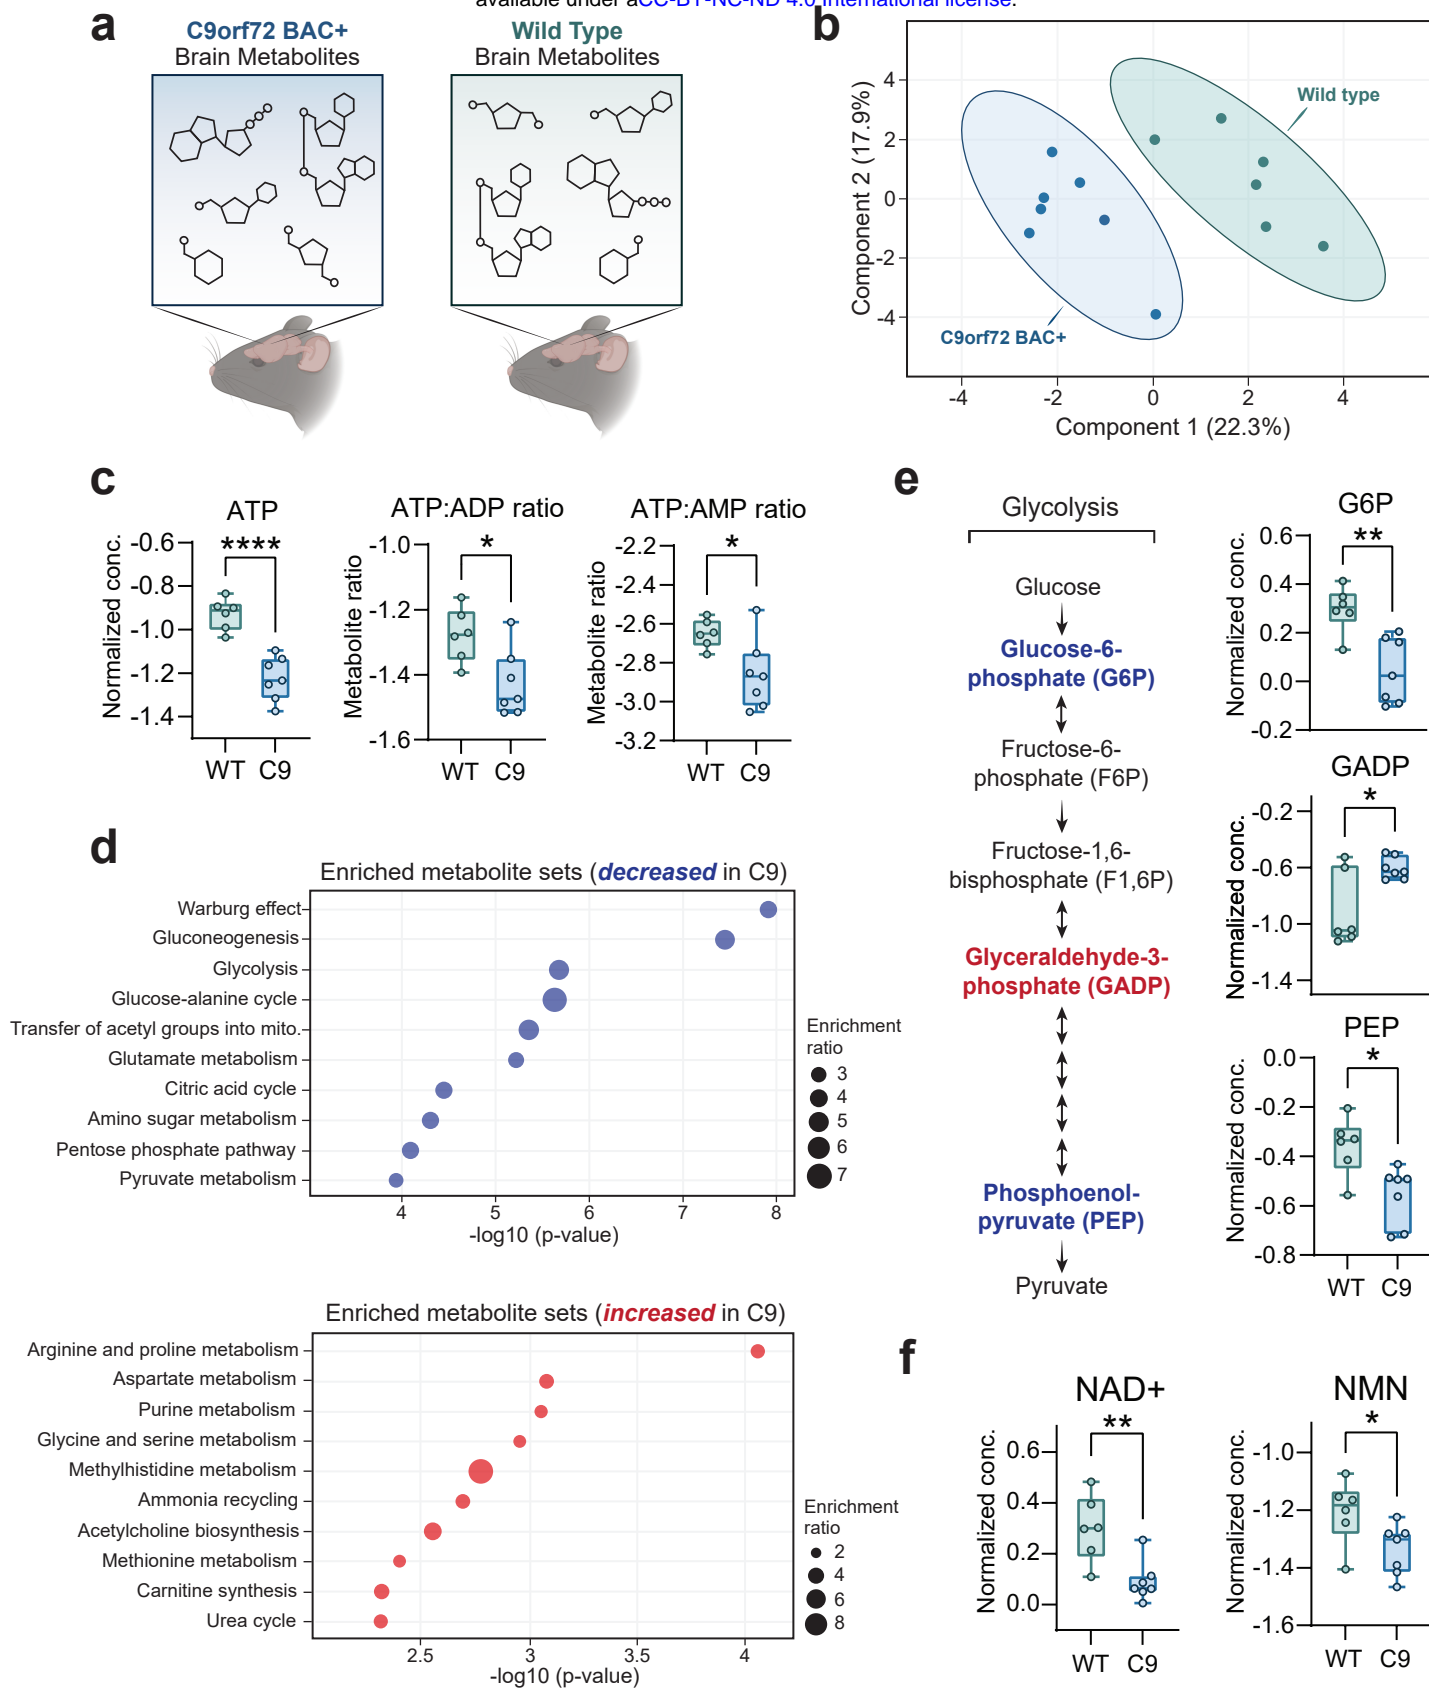 available under aCC-BY-NC-ND 4.0 International license.
a
C9orf72 BAC+
Brain Metabolites
Wild Type
Brain Metabolites
b
Component 2 (17.9%)
4
2
0
-2
-4
Wild type
C9orf72 BAC+
-4
-2
0
2
4
Component 1 (22.3%)
c
ATP
Normalized conc.
-0.6
-0.8
-1.0
-1.2
-1.4
****
WT
C9
ATP:ADP ratio
Metabolite ratio
-1.0
-1.2
-1.4
-1.6
*
WT
C9
ATP:AMP ratio
Metabolite ratio
-2.2
-2.4
-2.6
-2.8
-3.0
-3.2
*
WT
C9
d
Enriched metabolite sets (decreased in C9)
Warburg effect
Gluconeogenesis
Glycolysis
Glucose-alanine cycle
Transfer of acetyl groups into mito.
Glutamate metabolism
Citric acid cycle
Amino sugar metabolism
Pentose phosphate pathway
Pyruvate metabolism
4
5
6
7
8
-log10 (p-value)
Enrichment
ratio
3
4
5
6
7
Enriched metabolite sets (increased in C9)
Arginine and proline metabolism
Aspartate metabolism
Purine metabolism
Glycine and serine metabolism
Methylhistidine metabolism
Ammonia recycling
Acetylcholine biosynthesis
Methionine metabolism
Carnitine synthesis
Urea cycle
2.5
3
3.5
4
-log10 (p-value)
Enrichment
ratio
2
4
6
8
e
Glycolysis
Glucose
Glucose-6-
phosphate (G6P)
Fructose-6-
phosphate (F6P)
Fructose-1,6-
bisphosphate (F1,6P)
Glyceraldehyde-3-
phosphate (GADP)
Phosphoenol-
pyruvate (PEP)
Pyruvate
G6P
Normalized conc.
0.6
0.4
0.2
0.0
-0.2
**
GADP
Normalized conc.
-0.2
-0.6
-1.0
-1.4
*
PEP
Normalized conc.
0.0
-0.2
-0.4
-0.6
-0.8
*
WT
C9
f
NAD+
Normalized conc.
0.6
0.4
0.2
0.0
**
WT
C9
NMN
Normalized conc.
-1.0
-1.2
-1.4
-1.6
*
WT
C9